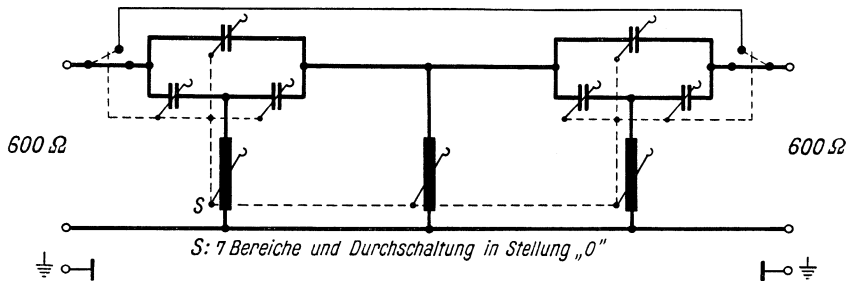 600 Ω
600 Ω
S
S: 7 Bereiche und Durchschaltung in Stellung „0"